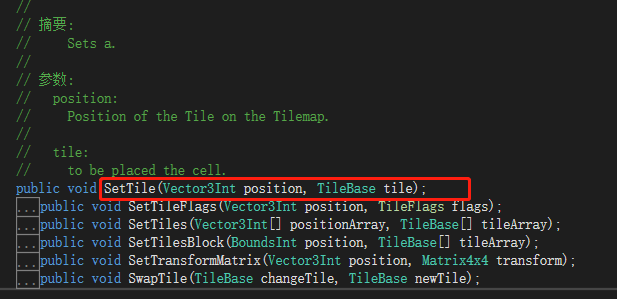 //
// 摘要:
//     Sets a.
//
// 参数:
//   position:
//     Position of the Tile on the Tilemap.
//
//   tile:
//     to be placed the cell.
public void SetTile(Vector3Int position, TileBase tile);
...public void SetTileFlags(Vector3Int position, TileFlags flags);
...public void SetTiles(Vector3Int[] positionArray, TileBase[] tileArray);
...public void SetTilesBlock(BoundsInt position, TileBase[] tileArray);
...public void SetTransformMatrix(Vector3Int position, Matrix4x4 transform);
...public void SwapTile(TileBase changeTile, TileBase newTile);